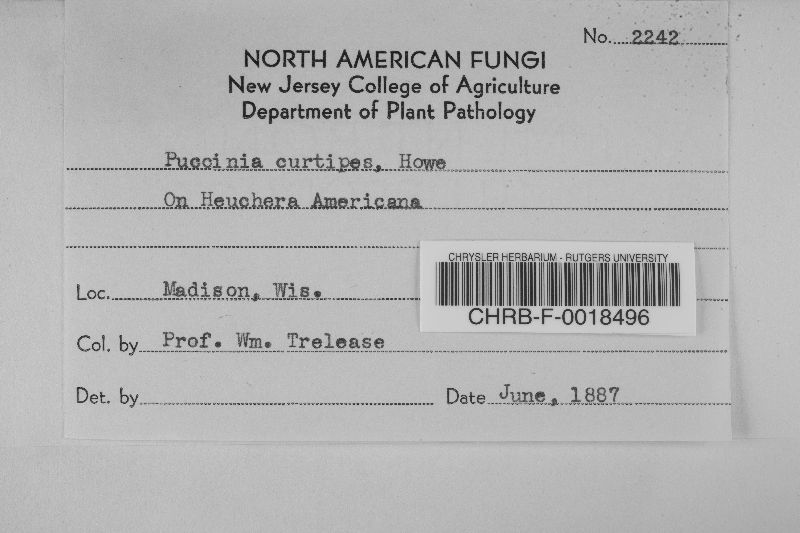 No. 2242
NORTH AMERICAN FUNGI
New Jersey College of Agriculture
Department of Plant Pathology
Puccinia curtipes, Howe
On Heuchera Americana
CHRYSLER HERBARIUM - RUTGERS UNIVERSITY
CHRB-F-0018496
Loc. Madison, Wis.
Col. by Prof. Wm. Trelease
Det. by
Date June, 1887